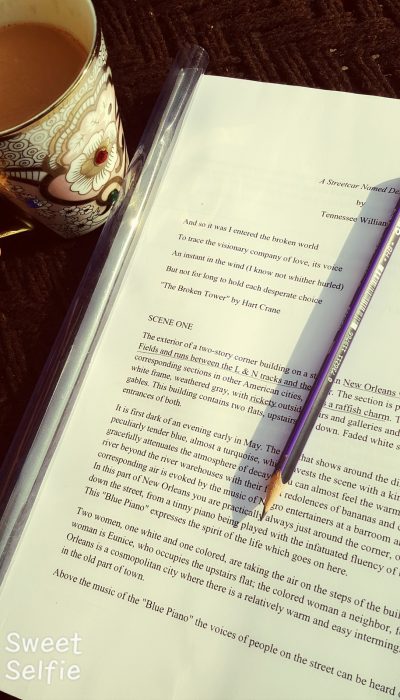 A Streetcar Named De
by
Tennessee William
And so it was I entered the broken world
To trace the visionary company of love, its voice
An instant in the wind (I know not whither hurled)
But not for long to hold each desperate choice
"The Broken Tower" by Hart Crane
SCENE ONE
The exterior of a two-story corner building on a st in New Orleans
Fields and runs between the L & N tracks and the r. The section is p
corresponding sections in other American cities, a raffish charm. T
white frame, weathered gray, with rickety outside rs and galleries and
gables. This building contains two flats, upstairs down. Faded white s
entrances of both.
It is first dark of an evening early in May. The that shows around the di
peculiarly tender blue, almost a turquoise, wh vests the scene with a kin
gracefully attenuates the atmosphere of decay can almost feel the warm
river beyond the river warehouses with their redolences of bananas and c
corresponding air is evoked by the music of N entertainers at a barroom a
In this part of New Orleans you are practically always just around the corner, o
down the street, from a tinny piano being played with the infatuated fluency of
This "Blue Piano" expresses the spirit of the life which goes on here.
Two women, one white and one colored, are taking the air on the steps of the buil
woman is Eunice, who occupies the upstairs flat; the colored woman a neighbor, f
Orleans is a cosmopolitan city where there is a relatively warm and easy interming
in the old part of town.
Above the music of the "Blue Piano" the voices of people on the street can be heard
Sweet
Selfie